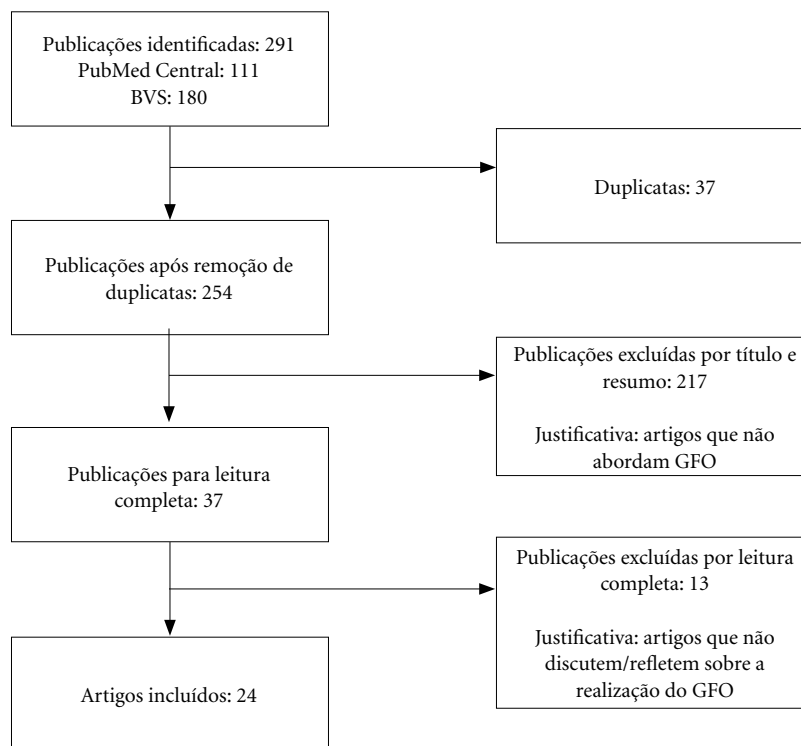 Publicações identificadas: 291
PubMed Central: 111
BVS: 180
Duplicatas: 37
Publicações após remoção de
duplicatas: 254
Publicações excluídas por título e
resumo: 217
Justificativa: artigos que não
abordam GFO
Publicações para leitura
completa: 37
Publicações excluídas por leitura
completa: 13
Justificativa: artigos que não
discutem/refletem sobre a
realização do GFO
Artigos incluídos: 24